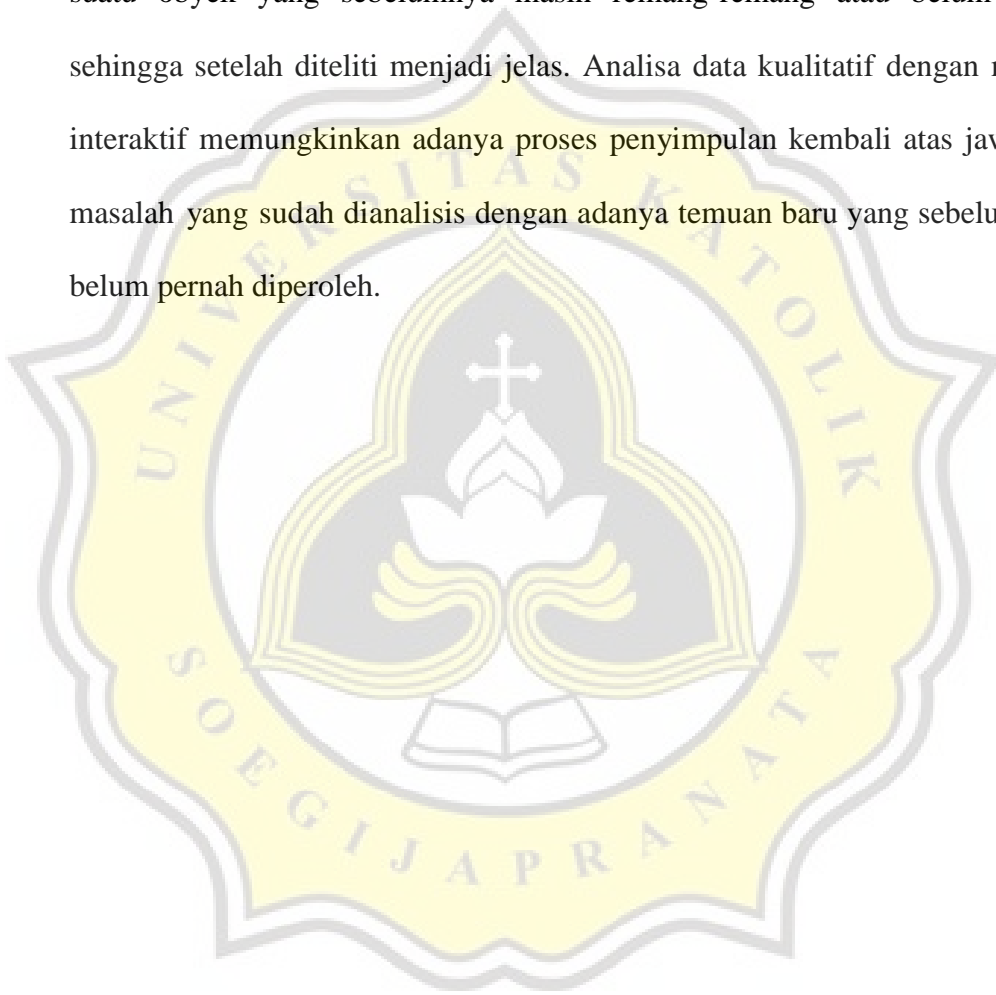 sehingga setelah diteliti menjadi jelas. Analisa data kualitatif dengan
interaktif memungkinkan adanya proses penyimpulan kembali atas
masalah yang sudah dianalisis dengan adanya temuan baru yang
belum pernah diperoleh.
UNIVERSITAS KATOLIK
SOEGIJAPRANATA